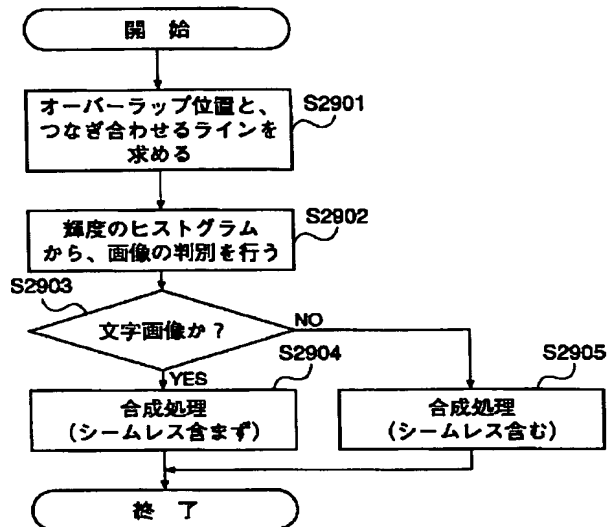 開 始
オーバーラップ位置と、
つなぎ合わせるラインを
求める
S2901
輝度のヒストグラム
から、画像の判別を行う
S2902
S2903
文字画像か？
NO
YES
S2904
合成処理
(シームレス含まず)
S2905
合成処理
(シームレス含む)
終 了